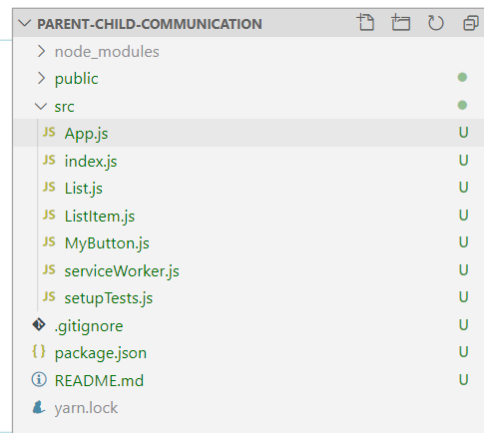 PARENT-CHILD-COMMUNICATION
node_modules
public
src
JS App.js U
JS index.js U
JS List.js U
JS ListItem.js U
JS MyButton.js U
JS serviceWorker.js U
JS setupTests.js U
.gitignore U
{} package.json U
README.md U
yarn.lock